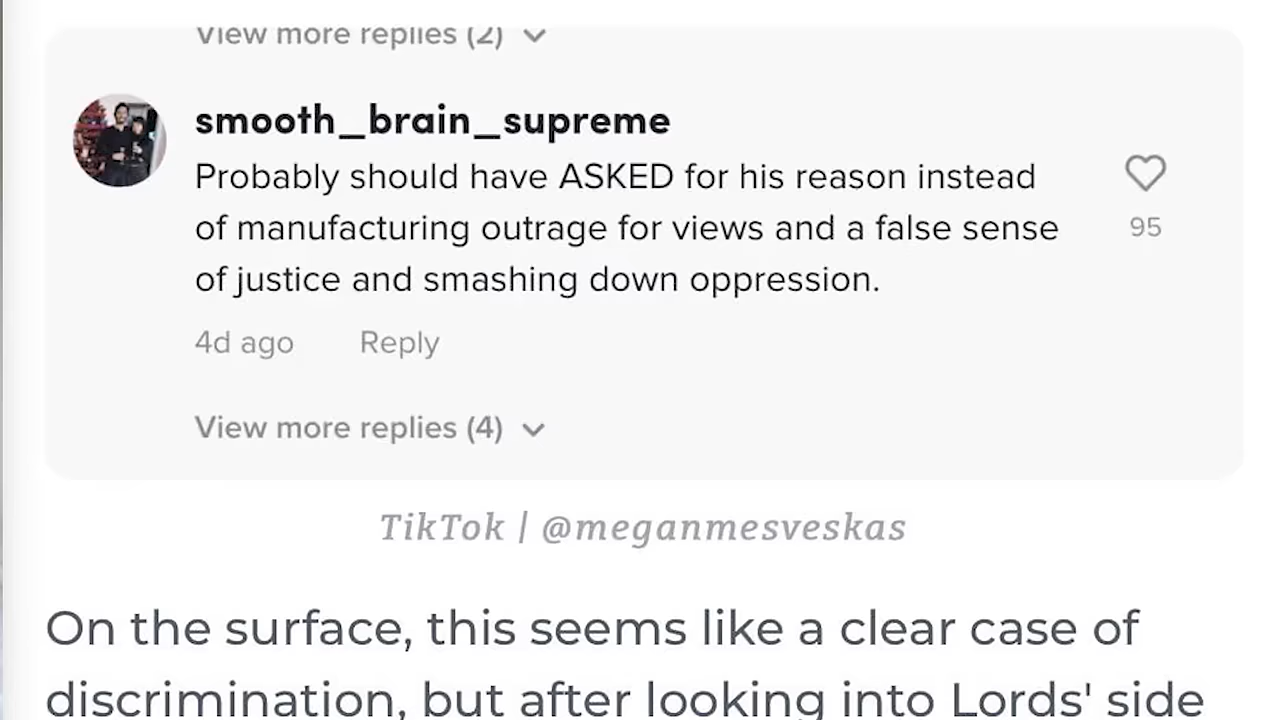 View more replies (2)
smooth_brain_supreme
Probably should have ASKED for his reason instead
of manufacturing outrage for views and a false sense
of justice and smashing down oppression.
95
4d ago Reply
View more replies (4)
TikTok | @meganmesveskas
On the surface, this seems like a clear case of
discrimination, but after looking into Lords' side